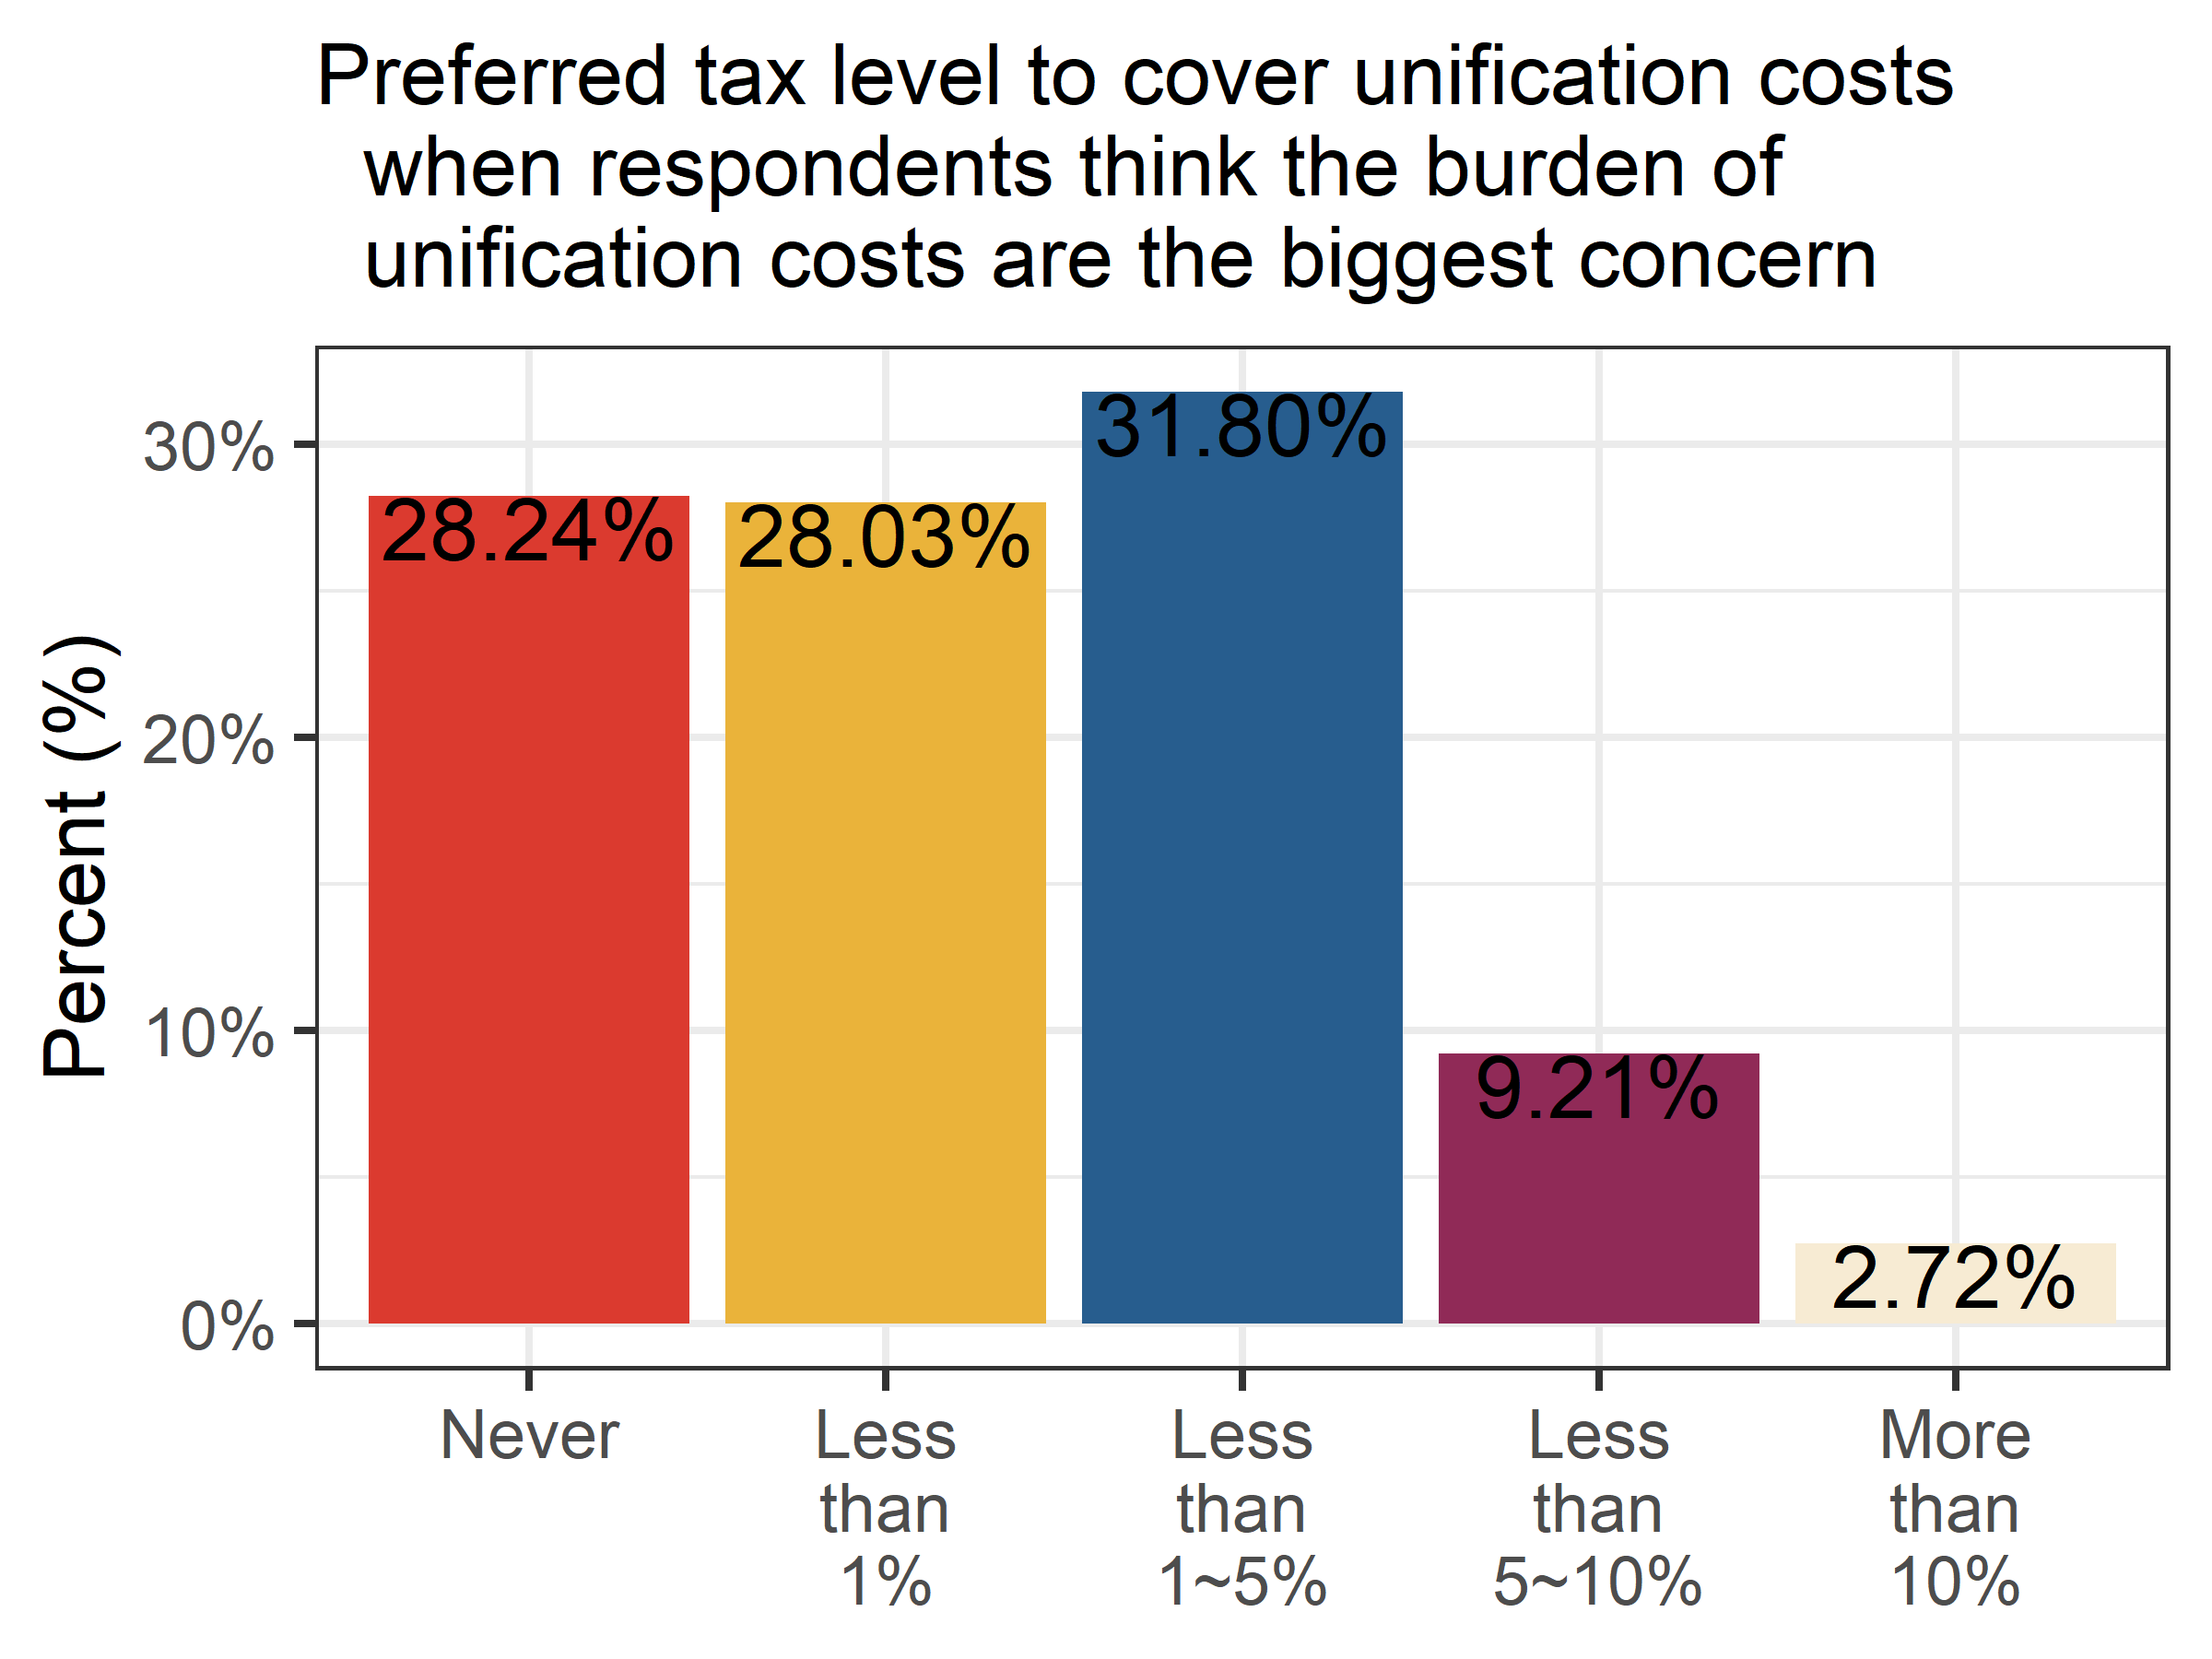 Preferred tax level to cover unification costs
when respondents think the burden of
unification costs are the biggest concern
Percent (%)
30%
20%
10%
0%
28.24%
28.03%
31.80%
9.21%
2.72%
Never
Less
than
1%
Less
than
1~5%
Less
than
5~10%
More
than
10%